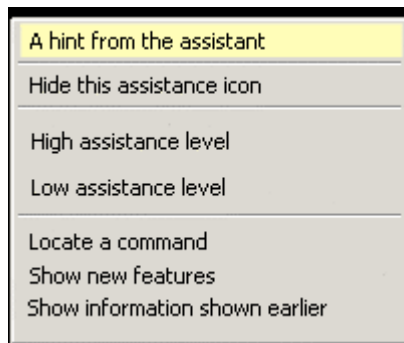 A hint from the assistant
Hide this assistance icon
High assistance level
Low assistance level
Locate a command
Show new features
Show information shown earlier